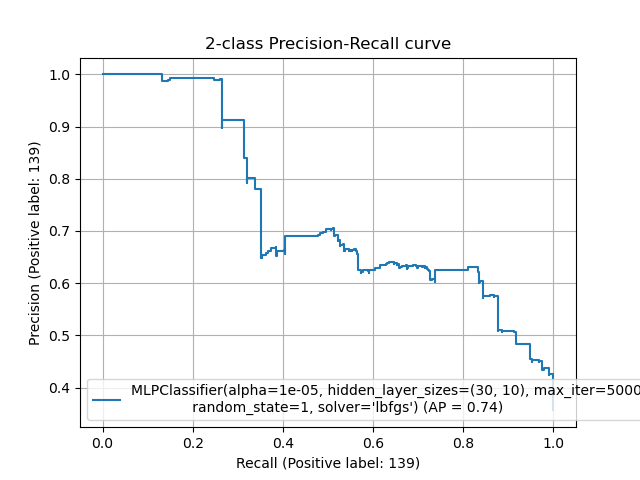 2-class Precision-Recall curve
1.0
0.9
0.8
0.7
0.6
0.5
0.4
Precision (Positive label: 139)
MLPClassifier(alpha=1e-05, hidden_layer_sizes=(30, 10), max_iter=5000
random_state=1, solver='lbfgs') (AP = 0.74)
0.0 0.2 0.4 0.6 0.8 1.0
Recall (Positive label: 139)